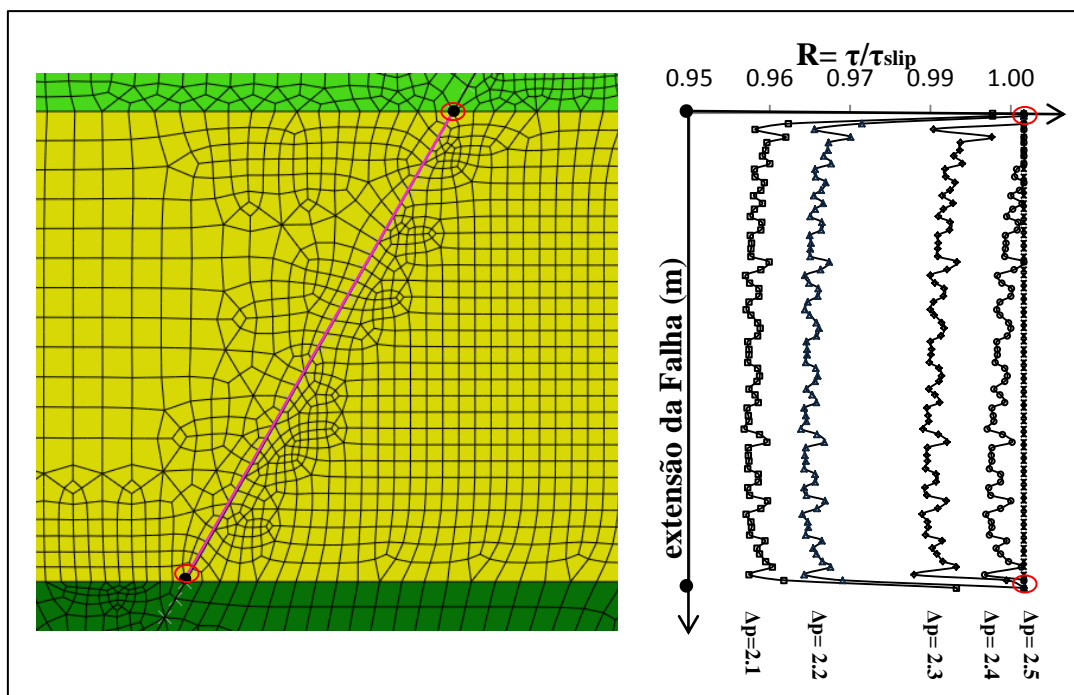 R= τ/τslip
0.95 0.96 0.97 0.99 1.00
extensão da Falha (m)
Δp=2.1
Δp= 2.2
Δp= 2.3
Δp= 2.4
Δp= 2.5